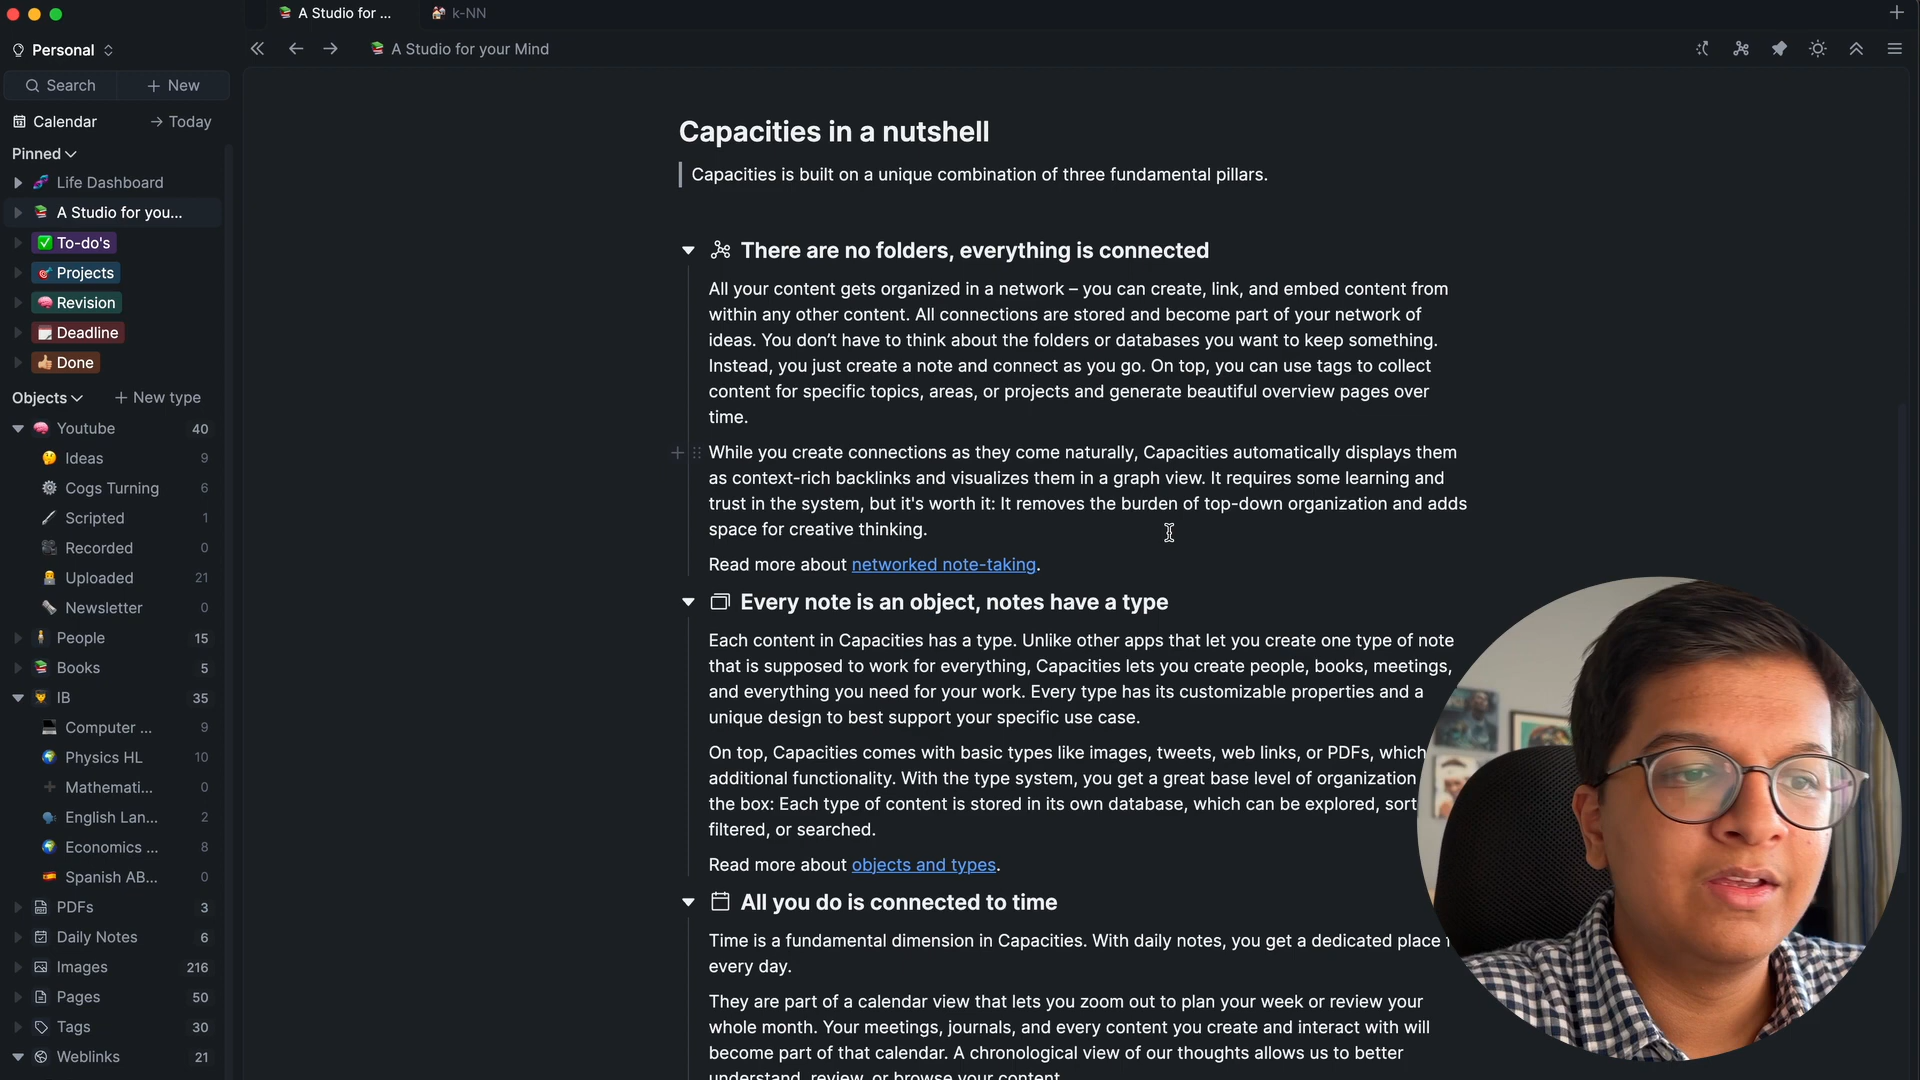 A Studio for ...
k-NN
Personal
A Studio for your Mind
Search
New
Calendar
Today
Pinned
Life Dashboard
A Studio for you...
To-do's
Projects
Revision
Deadline
Done
Objects
New type
Youtube 40
Ideas 9
Cogs Turning 6
Scripted 1
Recorded 0
Uploaded 21
Newsletter 0
People 15
Books 5
IB 35
Computer ... 9
Physics HL 10
Mathemati... 0
English Lan... 2
Economics ... 8
Spanish AB... 0
PDFs 3
Daily Notes 6
Images 216
Pages 50
Tags 30
Weblinks 21
Capacities in a nutshell
Capacities is built on a unique combination of three fundamental pillars.
There are no folders, everything is connected
All your content gets organized in a network – you can create, link, and embed content from
within any other content. All connections are stored and become part of your network of
ideas. You don’t have to think about the folders or databases you want to keep something.
Instead, you just create a note and connect as you go. On top, you can use tags to collect
content for specific topics, areas, or projects and generate beautiful overview pages over
time.
While you create connections as they come naturally, Capacities automatically displays them
as context-rich backlinks and visualizes them in a graph view. It requires some learning and
trust in the system, but it's worth it: It removes the burden of top-down organization and adds
space for creative thinking.
Read more about networked note-taking.
Every note is an object, notes have a type
Each content in Capacities has a type. Unlike other apps that let you create one type of note
that is supposed to work for everything, Capacities lets you create people, books, meetings,
and everything you need for your work. Every type has its customizable properties and a
unique design to best support your specific use case.
On top, Capacities comes with basic types like images, tweets, web links, or PDFs, which
additional functionality. With the type system, you get a great base level of organization
the box: Each type of content is stored in its own database, which can be explored, sort
filtered, or searched.
Read more about objects and types.
All you do is connected to time
Time is a fundamental dimension in Capacities. With daily notes, you get a dedicated place
every day.
They are part of a calendar view that lets you zoom out to plan your week or review your
whole month. Your meetings, journals, and every content you create and interact with will
become part of that calendar. A chronological view of our thoughts allows us to better
understand, review, or browse your content.